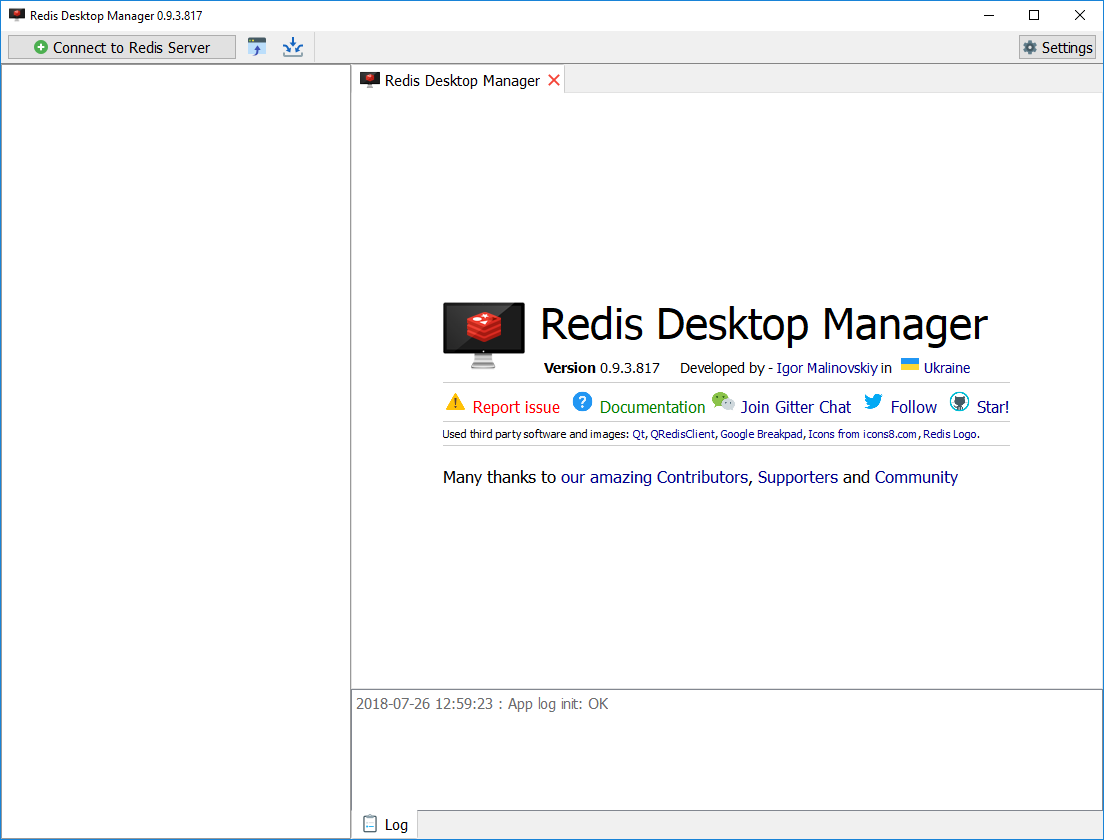 Redis Desktop Manager 0.9.3.817
Connect to Redis Server
Settings
Redis Desktop Manager
Redis Desktop Manager
Version 0.9.3.817 Developed by - Igor Malinovskiy in Ukraine
Report issue Documentation Join Gitter Chat Follow Star!
Used third party software and images: Qt, QRedisClient, Google Breakpad, Icons from icons8.com, Redis Logo.
Many thanks to our amazing Contributors, Supporters and Community
2018-07-26 12:59:23 : App log init: OK
Log